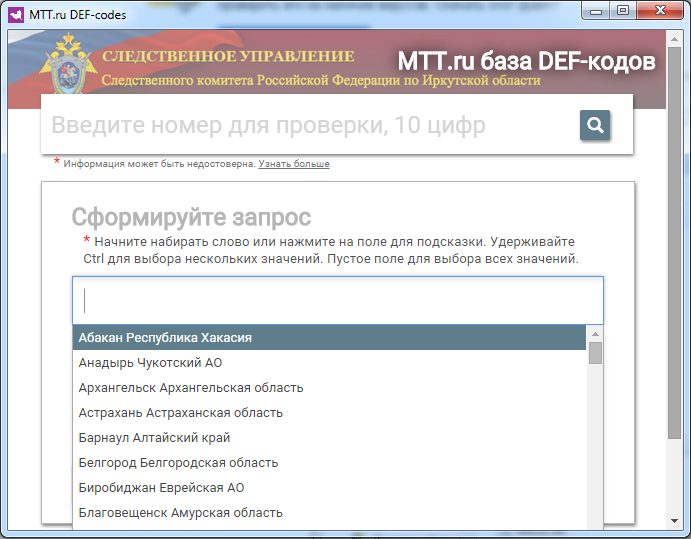 MTT.ru DEF-codes
СЛЕДСТВЕННОЕ УПРАВЛЕНИЕ
Следственного комитета Российской Федерации по Иркутской области
MTT.ru база DEF-кодов
Введите номер для проверки, 10 цифр
* Информация может быть недостоверна. Узнать больше
Сформируйте запрос
* Начните набирать слово или нажмите на поле для подсказки. Удерживайте
Ctrl для выбора нескольких значений. Пустое поле для выбора всех значений.
Абакан Республика Хакасия
Анадырь Чукотский АО
Архангельск Архангельская область
Астрахань Астраханская область
Барнаул Алтайский край
Белгород Белгородская область
Биробиджан Еврейская АО
Благовещенск Амурская область